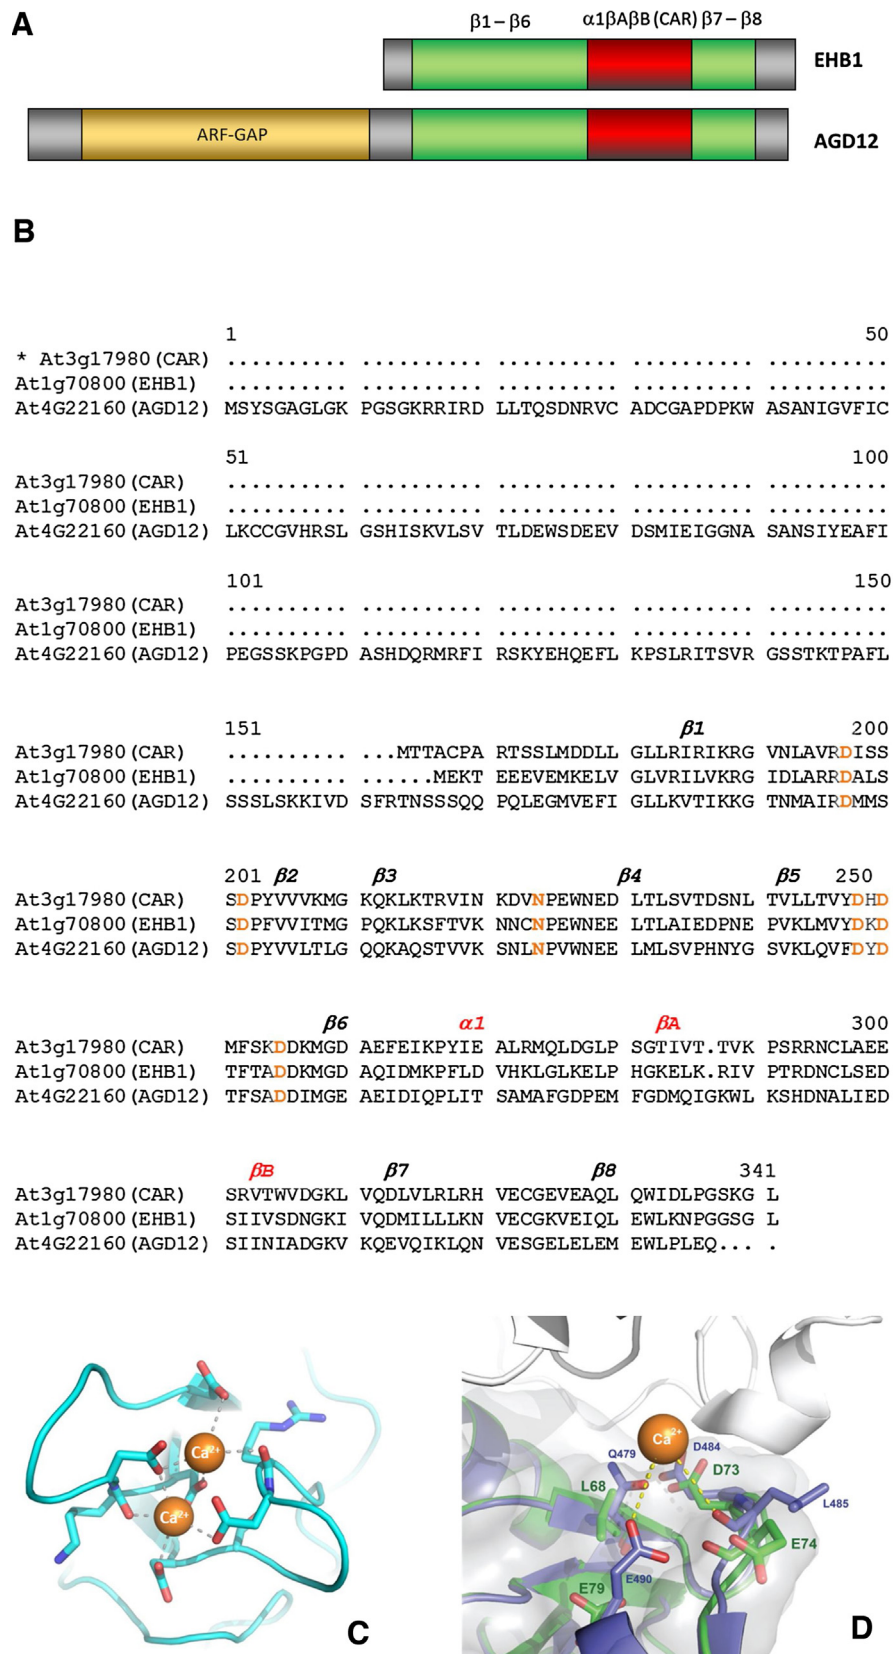 A
β1 – β6 α1βAβB (CAR) β7 – β8
EHB1
ARF-GAP
AGD12
B
1 50
* At3g17980(CAR) .......... .......... .......... .......... ..........
At1g70800(EHB1) .......... .......... .......... .......... ..........
At4G22160(AGD12) MSYSGAGLGK PGSGKRRIRD LLTQSDNRVC ADCGAPDPKW ASANIGVFIC
51 100
At3g17980(CAR) .......... .......... .......... .......... ..........
At1g70800(EHB1) .......... .......... .......... .......... ..........
At4G22160(AGD12) LKCCGVHRSL GSHISKVLSV TLDEWSDEEV DSMIEIGGNA SANSIYEAFI
101 150
At3g17980(CAR) .......... .......... .......... .......... ..........
At1g70800(EHB1) .......... .......... .......... .......... ..........
At4G22160(AGD12) PEGSSKPGPD ASHDQRMRFI RSKYEHQEFL KPSLRITSVR GSSTKTPAFL
151 β1 200
At3g17980(CAR) .......... ...MTTACPA RTSSLMDDLL GLLRIRIKRG VNLAVRDISS
At1g70800(EHB1) .......... ......MEKT EEEVEMKELV GLVRILVKRG IDLARRDALS
At4G22160(AGD12) SSSLSKKIVD SFRTNSSSQQ PQLEGMVEFI GLLKVTIKKG TNMAIRDMMS
201 β2 β3 β4 β5 250
At3g17980(CAR) SDPYVVVKMG KQKLKTRVIN KDVNPEWNED LTLSVTDSNL TVLLTVYDHD
At1g70800(EHB1) SDPFVVITMG PQKLKSFTVK NNCNPEWNEE LTLAIEDPNE PVKLMVYDKD
At4G22160(AGD12) SDPYVVLTLG QQKAQSTVVK SNLNPVWNEE LMLSVPHNYG SVKLQVFDYD
β6 α1 βA 300
At3g17980(CAR) MFSKDDKMGD AEFEIKPYIE ALRMQLDGLP SGTIVT.TVK PSRRNCLAEE
At1g70800(EHB1) TFTADDKMGD AQIDMKPFLD VHKLGLKELP HGKELK.RIV PTRDNCLSED
At4G22160(AGD12) TFSADDIMGE AEIDIQPLIT SAMAFGDPEM FGDMQIGKWL KSHDNALIED
βB β7 β8 341
At3g17980(CAR) SRVTWVDGKL VQDLVLRLRH VECGEVEAQL QWIDLPGSKG L
At1g70800(EHB1) SIIVSDNGKI VQDMILLLKN VECGKVEIQL EWLKNPGGSG L
At4G22160(AGD12) SIINIADGKV KQEVQIKLQN VESGELELEM EWLPLEQ... .
Ca²⁺
Ca²⁺
C
Ca²⁺
Q479
D484
D73
L68
L485
E74
E79
E490
D